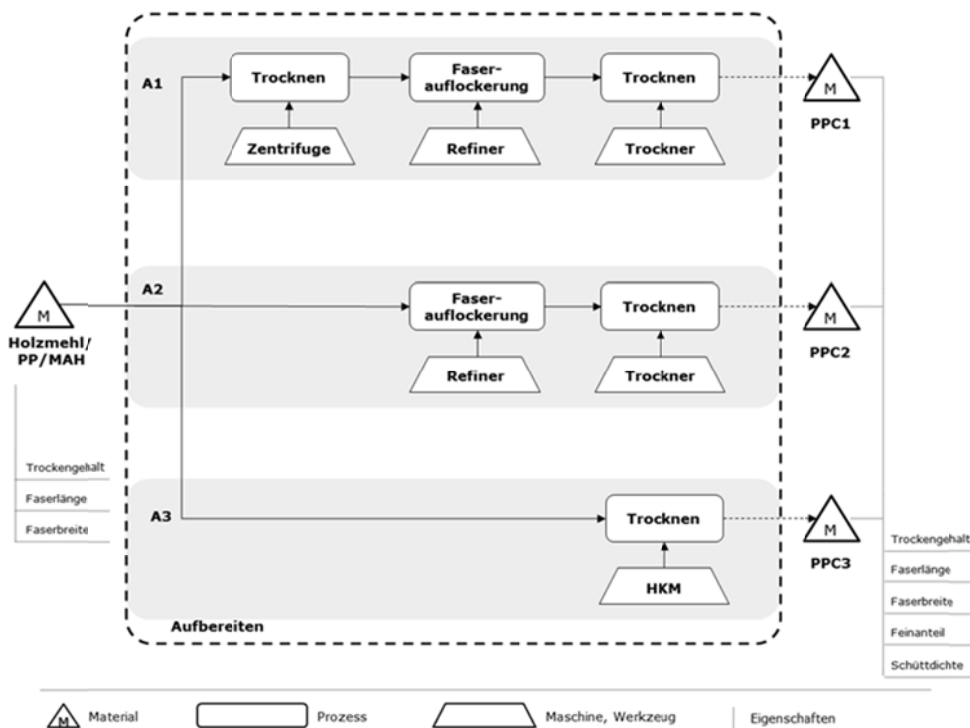 A1
Trocknen
Faser-
auflockerung
Trocknen
M
PPC1
Zentrifuge
Refiner
Trockner
A2
M
Holzmehl/
PP/MAH
Faser-
auflockerung
Trocknen
M
PPC2
Refiner
Trockner
Trockengehalt
Faserlänge
Faserbreite
A3
Trocknen
M
PPC3
HKM
Trockengehalt
Faserlänge
Faserbreite
Feinanteil
Schüttdichte
Aufbereiten
M Material
Prozess
Maschine, Werkzeug
Eigenschaften